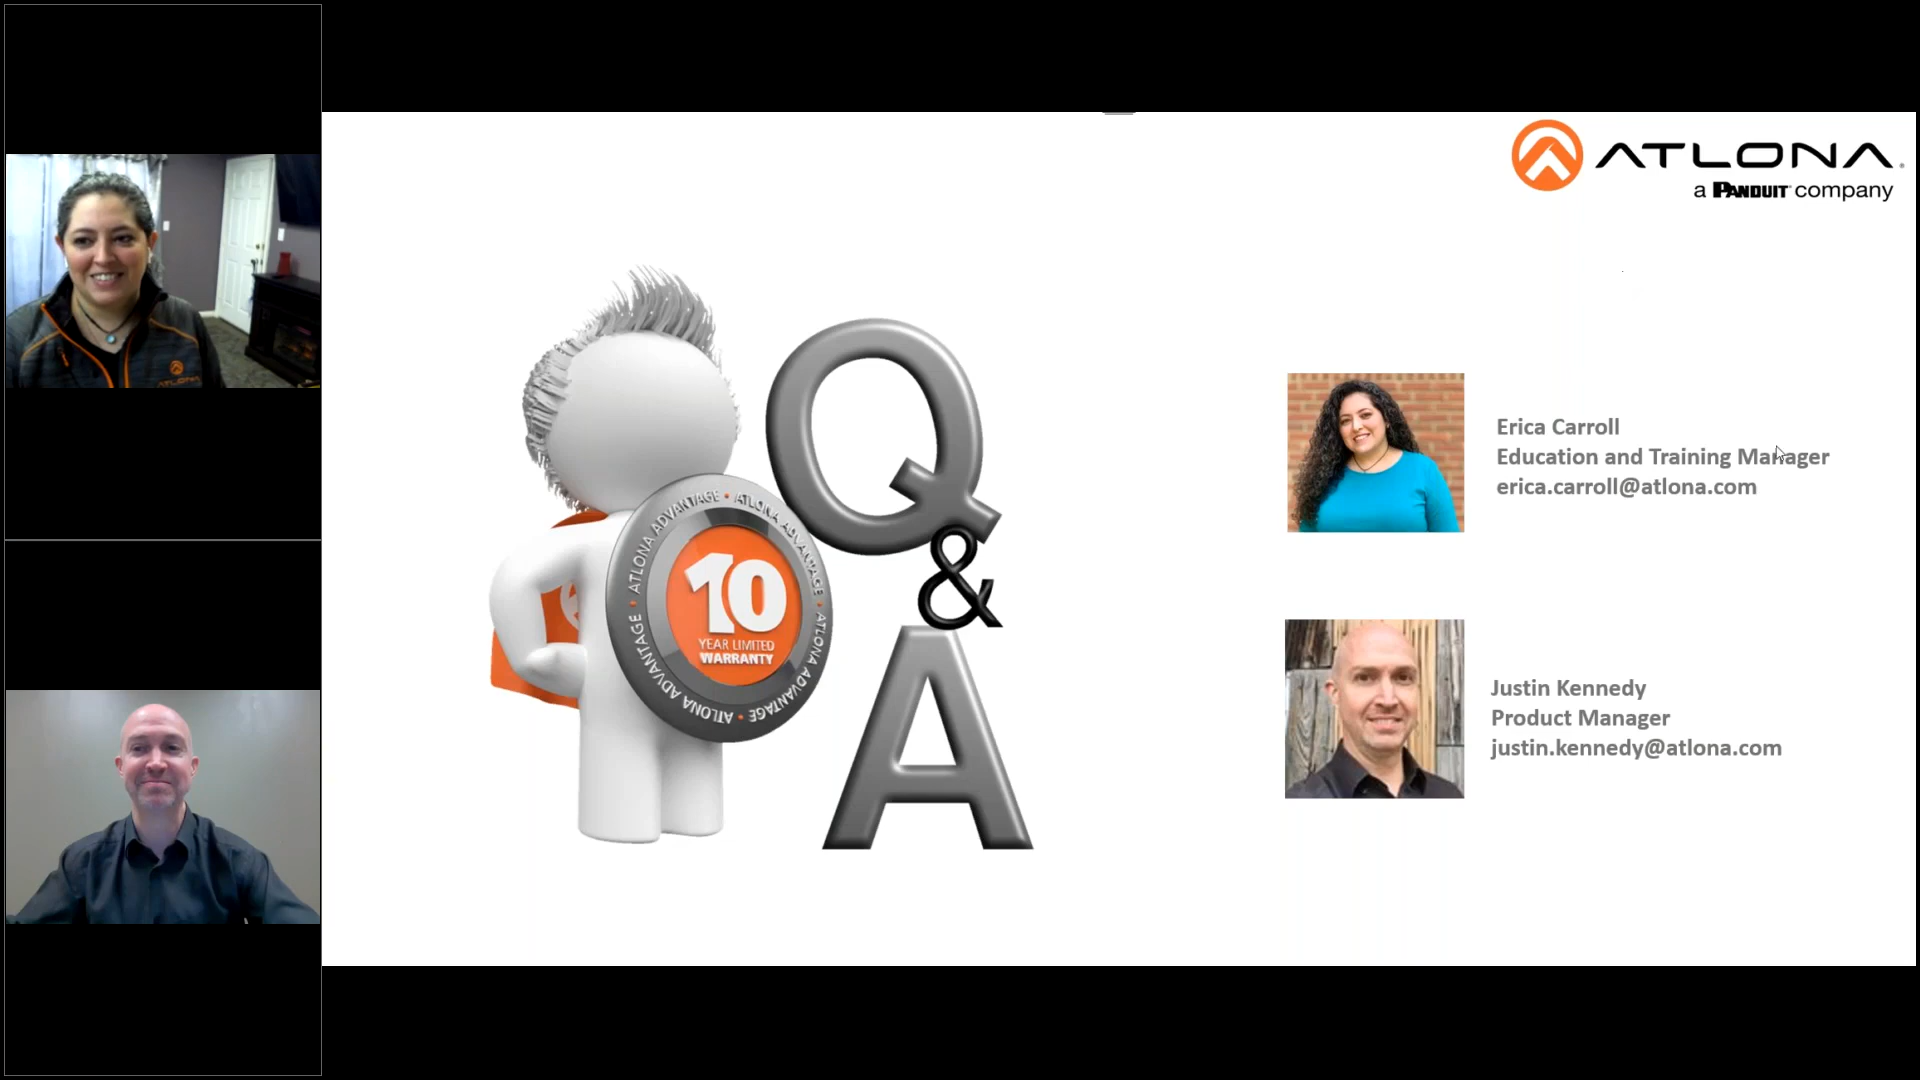 ATLONA
a PANDUIT company
ATLONA ADVANTAGE • ATLONA ADVANTAGE • ATLONA ADVANTAGE • ATLONA ADVANTAGE •
10
YEAR LIMITED
WARRANTY
Q
&
A
Erica Carroll
Education and Training Manager
erica.carroll@atlona.com
Justin Kennedy
Product Manager
justin.kennedy@atlona.com
ATLONA